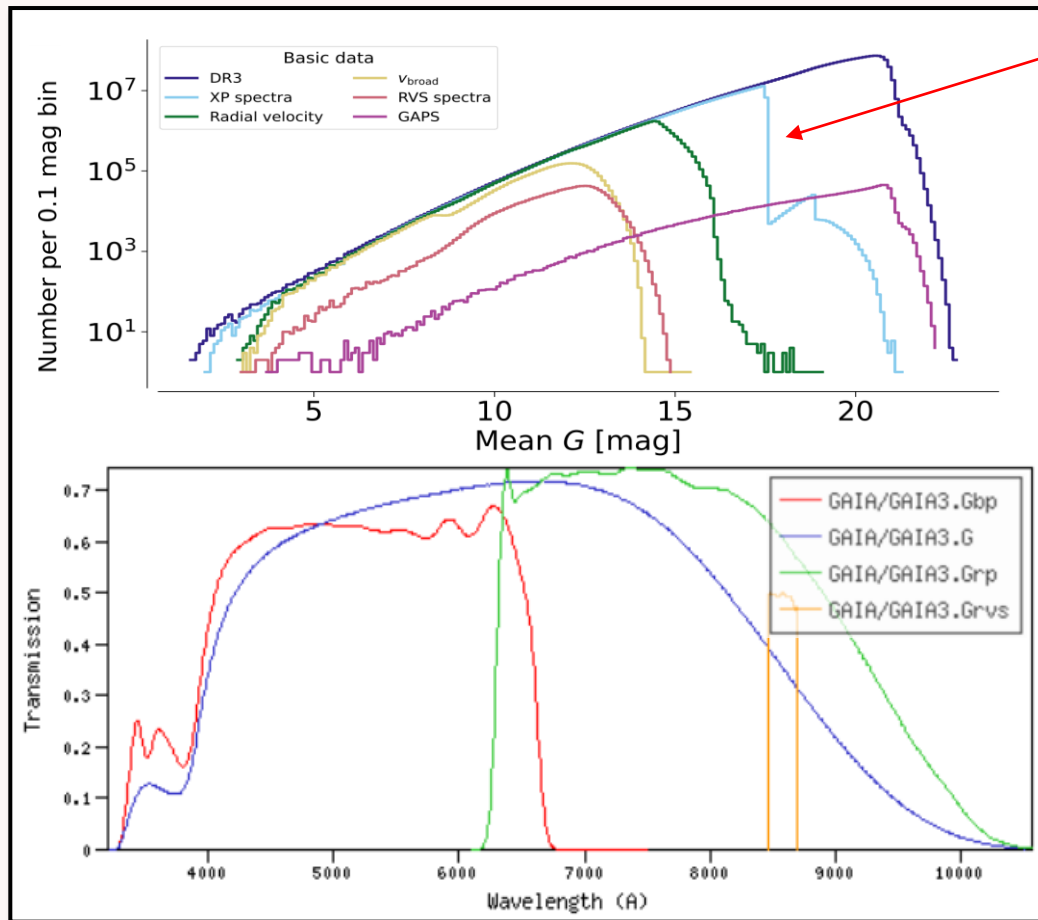 Basic data
DR3
XP spectra
Radial velocity
v_broad
RVS spectra
GAPS
Number per 0.1 mag bin
10^7
10^5
10^3
10^1
5 10 15 20
Mean G [mag]
GAIA/GAIA3.Gbp
GAIA/GAIA3.G
GAIA/GAIA3.Grp
GAIA/GAIA3.Grvs
Transmission
0.7
0.6
0.5
0.4
0.3
0.2
0.1
0
4000 5000 6000 7000 8000 9000 10000
Wavelength (A)